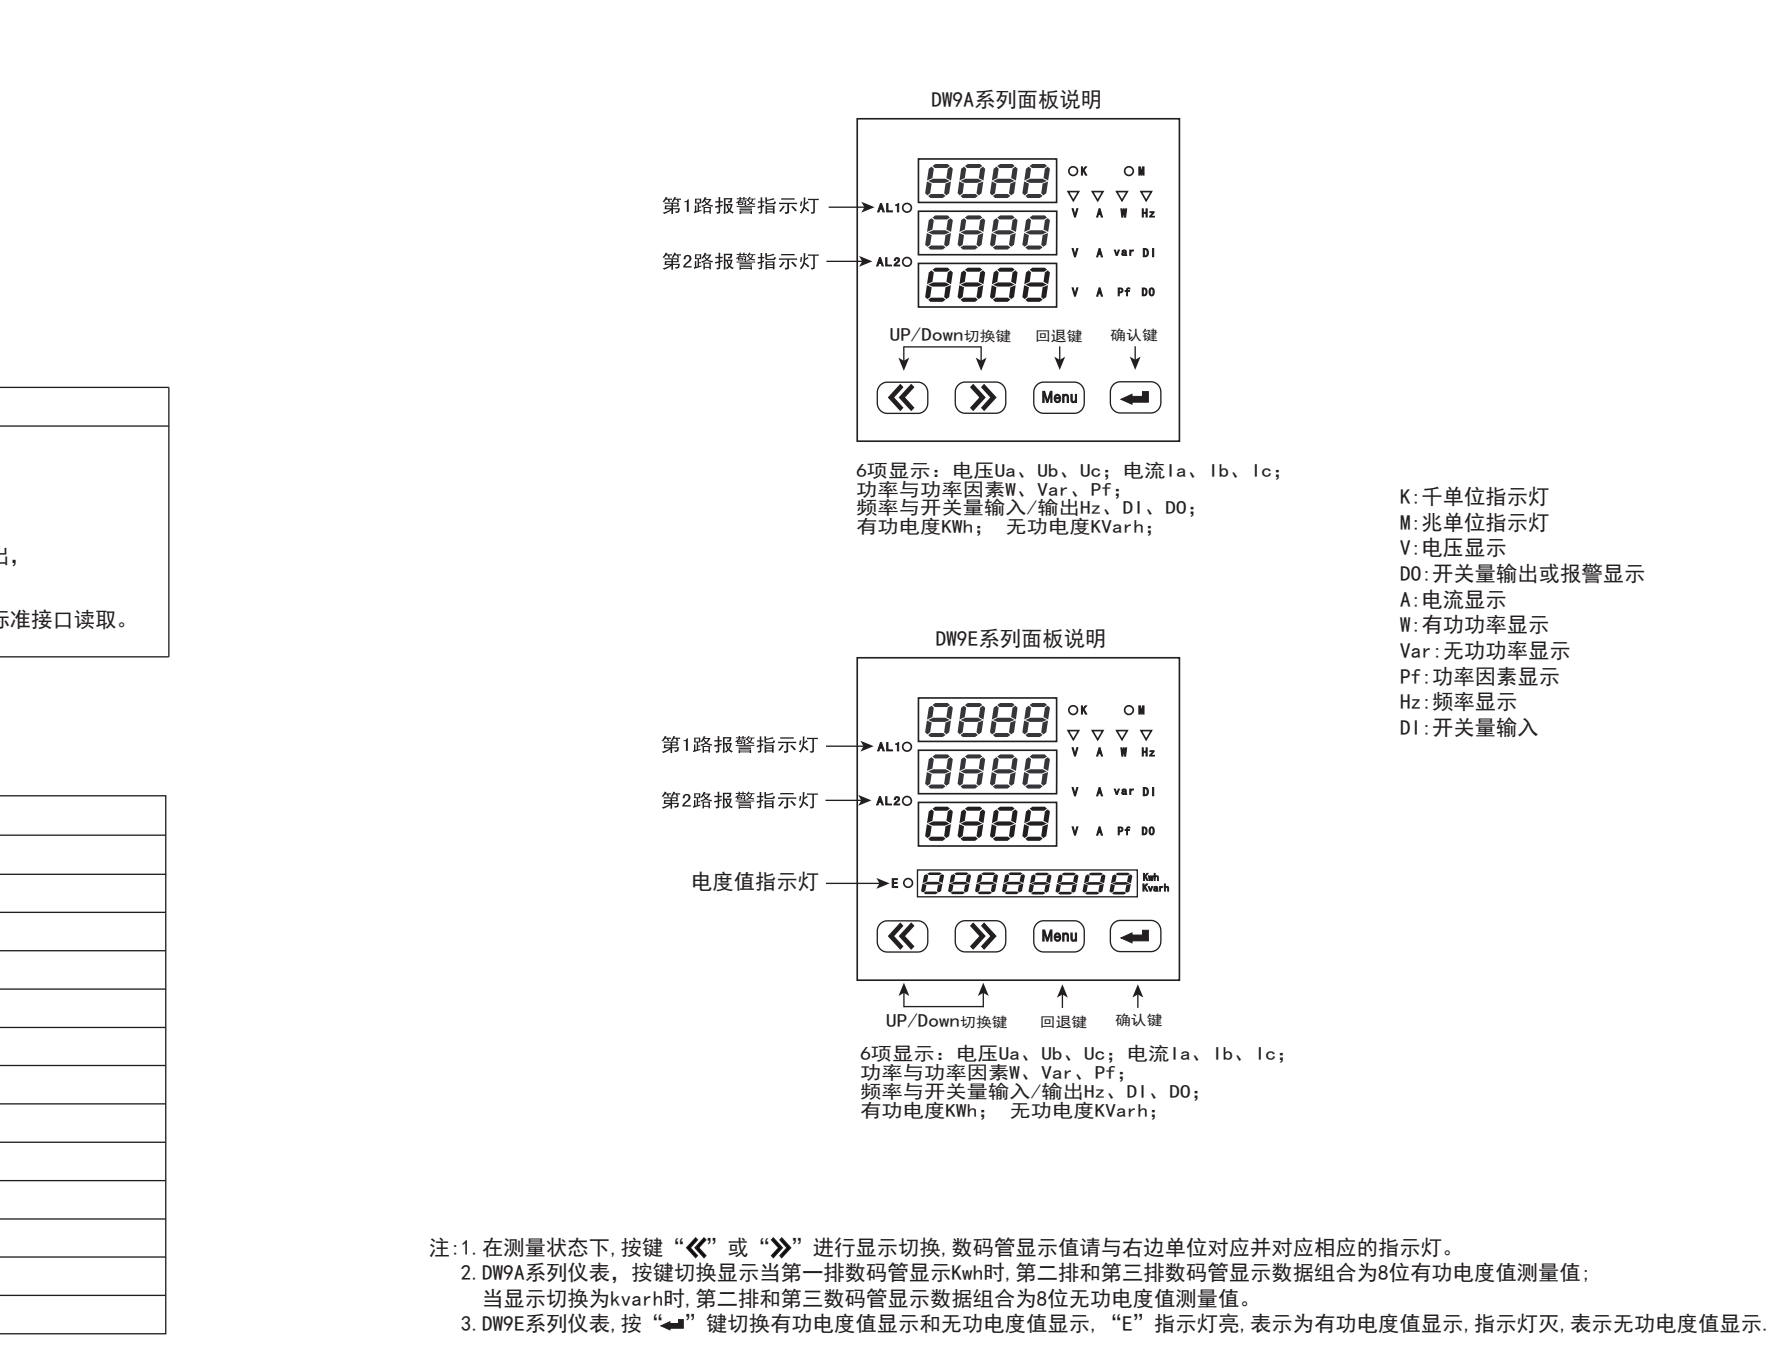 出，
标准接口读取。
DW9A系列面板说明
K M
V A W Hz
第1路报警指示灯 AL1
V A var DI
第2路报警指示灯 AL2
V A Pf DO
UP/Down切换键 回退键 确认键
Menu
6项显示：电压Ua、Ub、Uc；电流Ia、Ib、Ic；
功率与功率因素W、Var、Pf；
频率与开关量输入/输出Hz、DI、DO；
有功电度KWh； 无功电度KVarh；
K:千单位指示灯
M:兆单位指示灯
V:电压显示
DO:开关量输出或报警显示
A:电流显示
W:有功功率显示
Var:无功功率显示
Pf:功率因素显示
Hz:频率显示
DI:开关量输入
DW9E系列面板说明
K M
V A W Hz
第1路报警指示灯 AL1
V A var DI
第2路报警指示灯 AL2
V A Pf DO
电度值指示灯 E 88888888 Kwh
Kvarh
Menu
UP/Down切换键 回退键 确认键
6项显示：电压Ua、Ub、Uc；电流Ia、Ib、Ic；
功率与功率因素W、Var、Pf；
频率与开关量输入/输出Hz、DI、DO；
有功电度KWh； 无功电度KVarh；
注:1.在测量状态下,按键“≪”或“≫”进行显示切换,数码管显示值请与右边单位对应并对应相应的指示灯。
2.DW9A系列仪表，按键切换显示当第一排数码管显示Kwh时,第二排和第三排数码管显示数据组合为8位有功电度值测量值;
当显示切换为kvarh时,第二排和第三数码管显示数据组合为8位无功电度值测量值。
3.DW9E系列仪表,按“↵”键切换有功电度值显示和无功电度值显示,“E”指示灯亮,表示为有功电度值显示,指示灯灭,表示无功电度值显示.